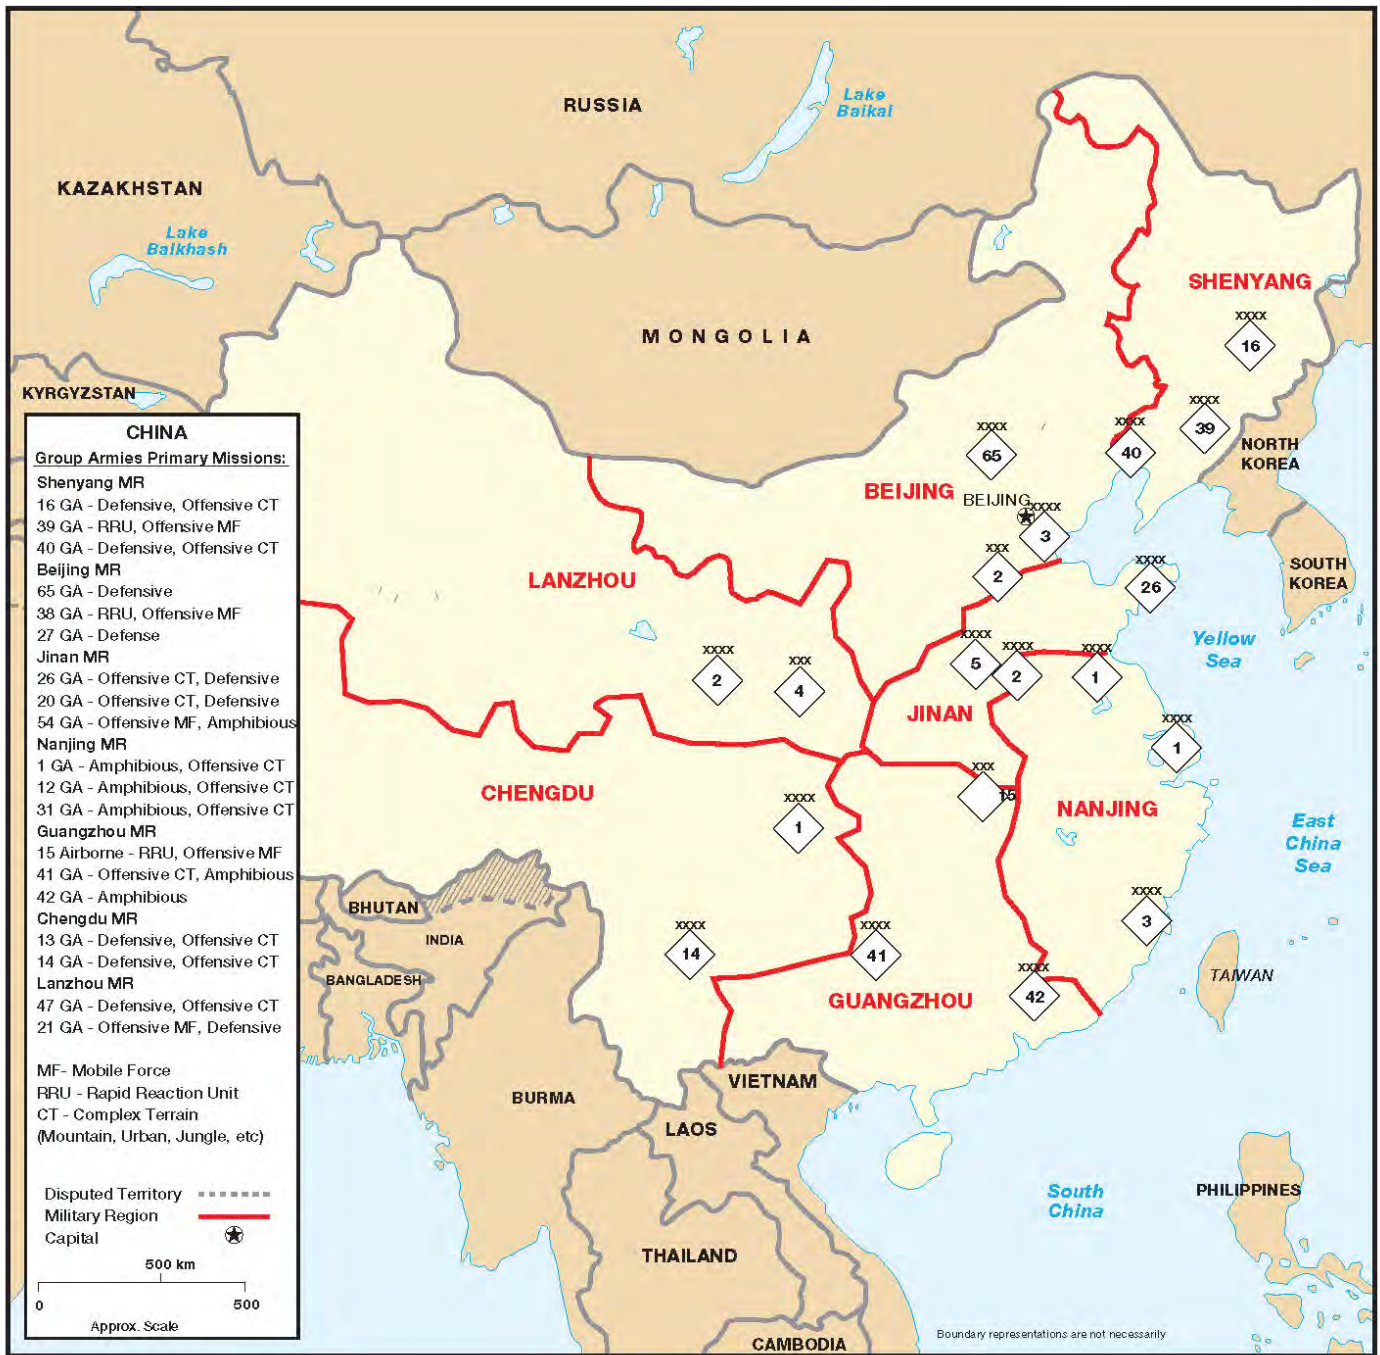 RUSSIA
Lake
Baikal
KAZAKHSTAN
Lake
Balkhash
SHENYANG
XXXX
16
MONGOLIA
KYRGYZSTAN
XXXX
39
XXXX
40
XXXX
65
NORTH
KOREA
BEIJING
BEIJING
XXXX
3
XXX
2
XXXX
26
SOUTH
KOREA
LANZHOU
Yellow
Sea
XXXX
2
XXX
4
XXXX
5
XXXX
2
XXXX
1
JINAN
XXXX
1
XXX
15
CHENGDU
NANJING
XXXX
1
East
China
Sea
BHUTAN
INDIA
BANGLADESH
XXXX
14
XXXX
41
XXXX
3
XXXX
42
TAIWAN
GUANGZHOU
VIETNAM
BURMA
LAOS
South
China
PHILIPPINES
THAILAND
CAMBODIA
Boundary representations are not necessarily
CHINA
Group Armies Primary Missions:
Shenyang MR
16 GA - Defensive, Offensive CT
39 GA - RRU, Offensive MF
40 GA - Defensive, Offensive CT
Beijing MR
65 GA - Defensive
38 GA - RRU, Offensive MF
27 GA - Defense
Jinan MR
26 GA - Offensive CT, Defensive
20 GA - Offensive CT, Defensive
54 GA - Offensive MF, Amphibious
Nanjing MR
1 GA - Amphibious, Offensive CT
12 GA - Amphibious, Offensive CT
31 GA - Amphibious, Offensive CT
Guangzhou MR
15 Airborne - RRU, Offensive MF
41 GA - Offensive CT, Amphibious
42 GA - Amphibious
Chengdu MR
13 GA - Defensive, Offensive CT
14 GA - Defensive, Offensive CT
Lanzhou MR
47 GA - Defensive, Offensive CT
21 GA - Offensive MF, Defensive
MF- Mobile Force
RRU - Rapid Reaction Unit
CT - Complex Terrain
(Mountain, Urban, Jungle, etc)
Disputed Territory
Military Region
Capital
500 km
0 500
Approx. Scale